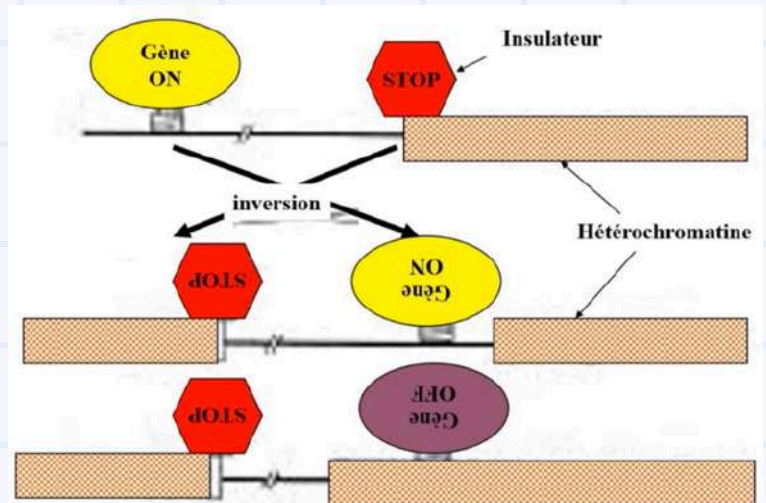 Gène
ON
STOP
Insulateur
inversion
Hétérochromatine
STOP
Gène
ON
STOP
Gène
OFF